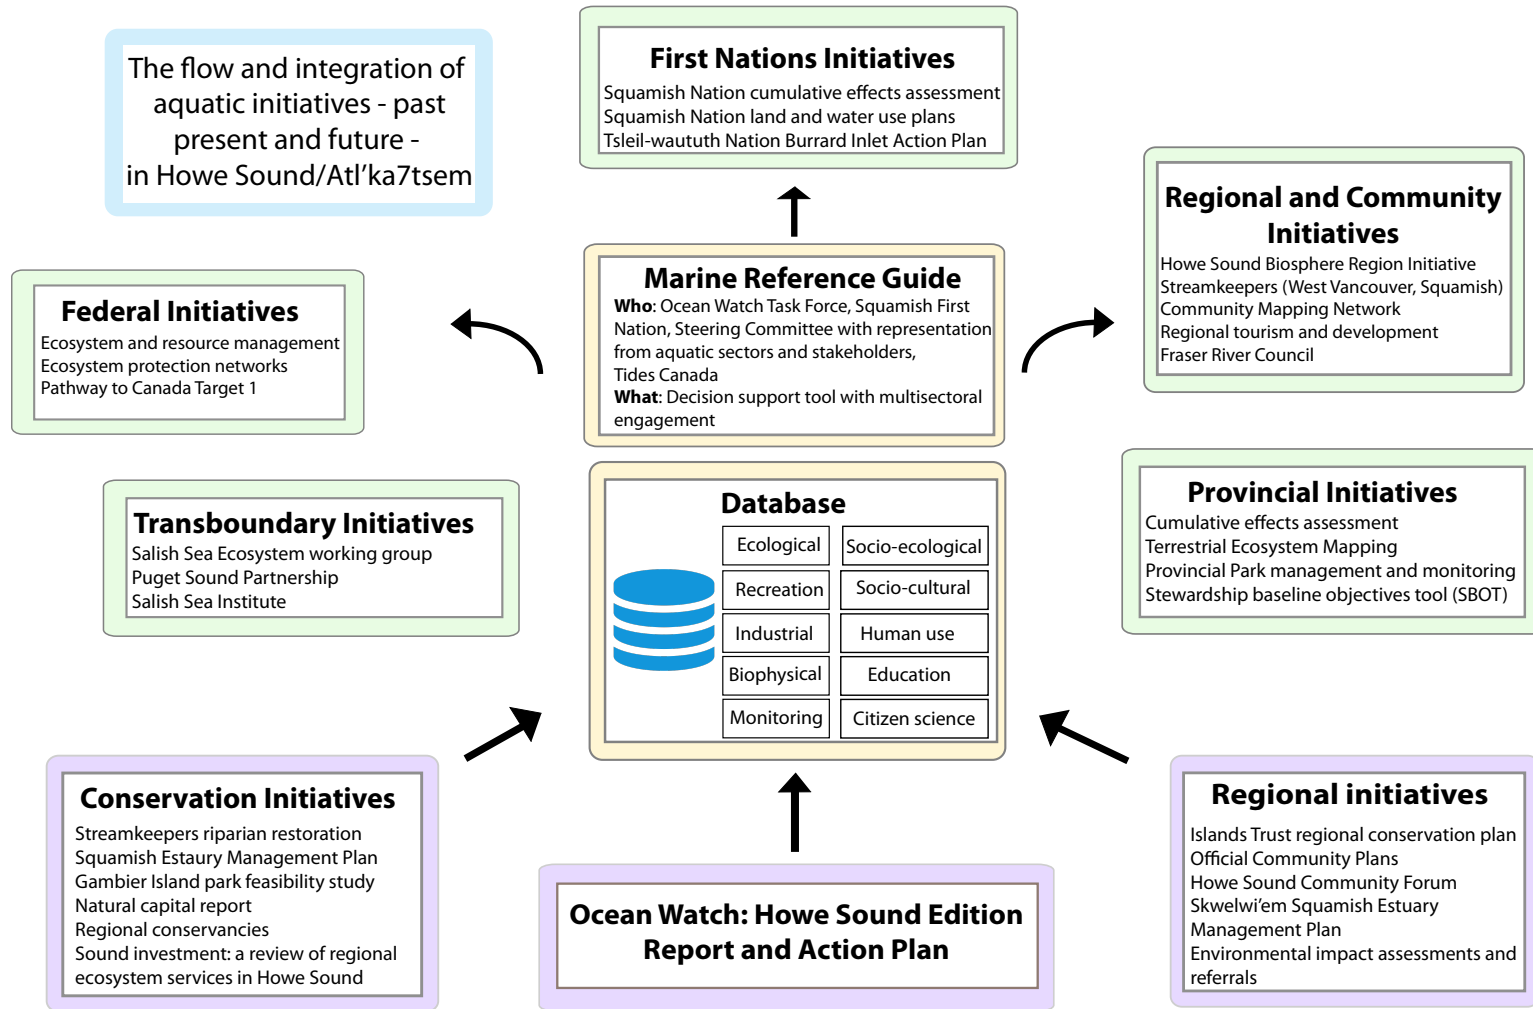 The flow and integration of
aquatic initiatives - past
present and future -
in Howe Sound/Atl'ka7tsem
First Nations Initiatives
Squamish Nation cumulative effects assessment
Squamish Nation land and water use plans
Tsleil-waututh Nation Burrard Inlet Action Plan
Regional and Community
Initiatives
Howe Sound Biosphere Region Initiative
Streamkeepers (West Vancouver, Squamish)
Community Mapping Network
Regional tourism and development
Fraser River Council
Federal Initiatives
Ecosystem and resource management
Ecosystem protection networks
Pathway to Canada Target 1
Marine Reference Guide
Who: Ocean Watch Task Force, Squamish First
Nation, Steering Committee with representation
from aquatic sectors and stakeholders,
Tides Canada
What: Decision support tool with multisectoral
engagement
Transboundary Initiatives
Salish Sea Ecosystem working group
Puget Sound Partnership
Salish Sea Institute
Database
Ecological
Socio-ecological
Recreation
Socio-cultural
Industrial
Human use
Biophysical
Education
Monitoring
Citizen science
Provincial Initiatives
Cumulative effects assessment
Terrestrial Ecosystem Mapping
Provincial Park management and monitoring
Stewardship baseline objectives tool (SBOT)
Conservation Initiatives
Streamkeepers riparian restoration
Squamish Estaury Management Plan
Gambier Island park feasibility study
Natural capital report
Regional conservancies
Sound investment: a review of regional
ecosystem services in Howe Sound
Ocean Watch: Howe Sound Edition
Report and Action Plan
Regional initiatives
Islands Trust regional conservation plan
Official Community Plans
Howe Sound Community Forum
Skwelwi'em Squamish Estuary
Management Plan
Environmental impact assessments and
referrals